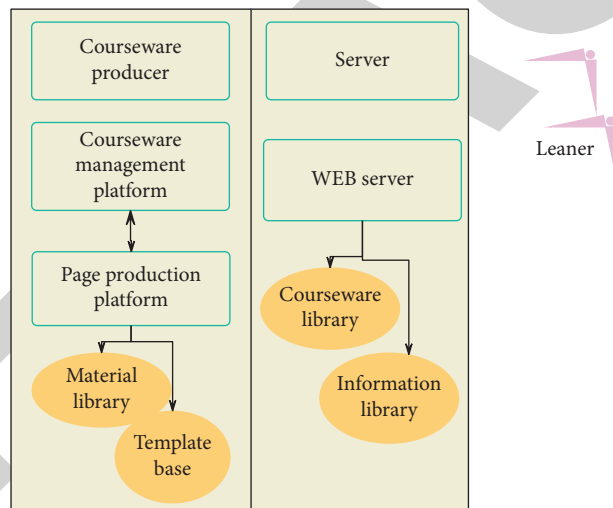 Courseware
producer
Courseware
management
platform
Page production
platform
Material
library
Template
base
Server
WEB server
Courseware
library
Information
library
Leaner